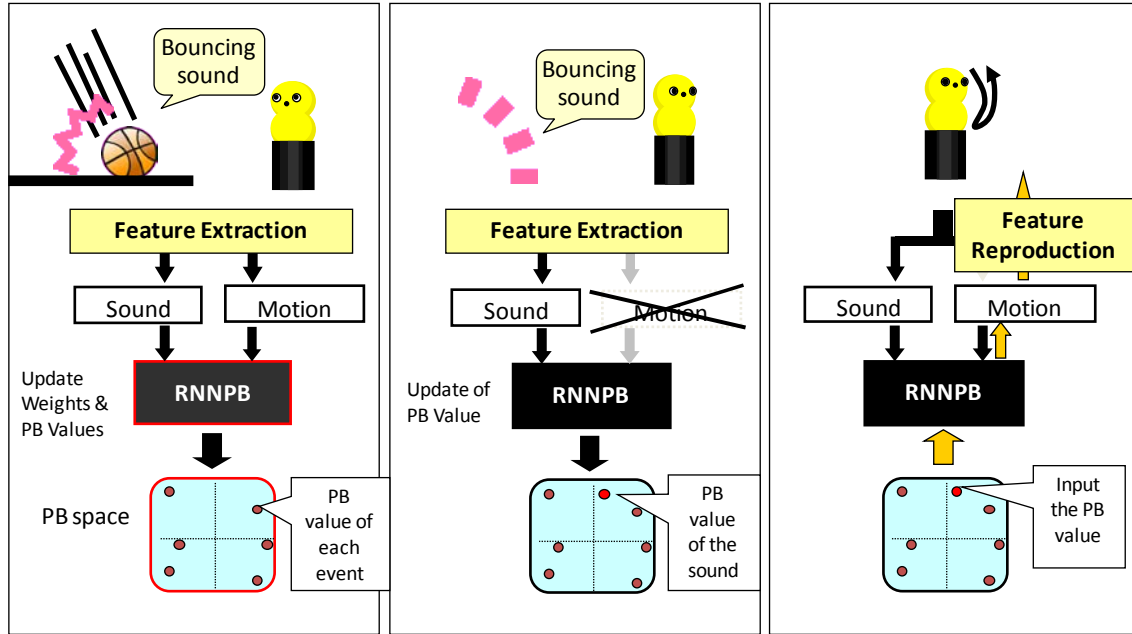 Bouncing
sound
Feature Extraction
Sound
Motion
Update
Weights &
PB Values
RNNPB
PB space
PB
value of
each
event
Bouncing
sound
Feature Extraction
Sound
Motion
Update of
PB Value
RNNPB
PB
value
of the
sound
Feature
Reproduction
Sound
Motion
RNNPB
Input
the PB
value